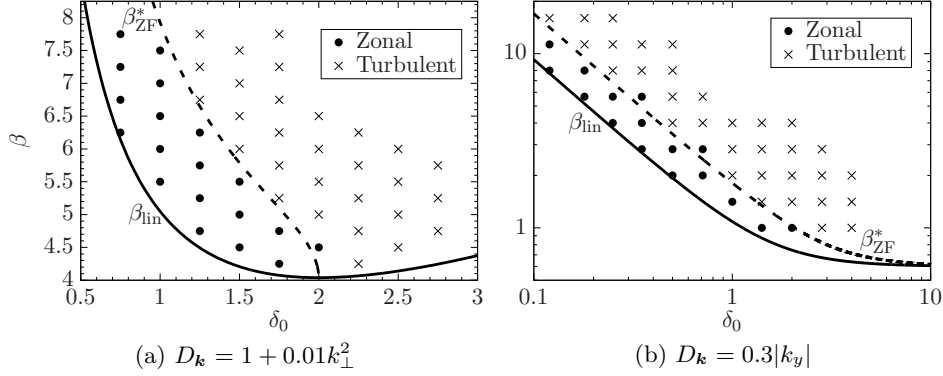 β*ZF
Zonal
Turbulent
βlin
β
8
7.5
7
6.5
6
5.5
5
4.5
4
0.5
1
1.5
2
2.5
3
δ0
(a) D𝒌 = 1 + 0.01k²⊥
Zonal
Turbulent
βlin
β*ZF
10
1
0.1
1
10
δ0
(b) D𝒌 = 0.3|ky|